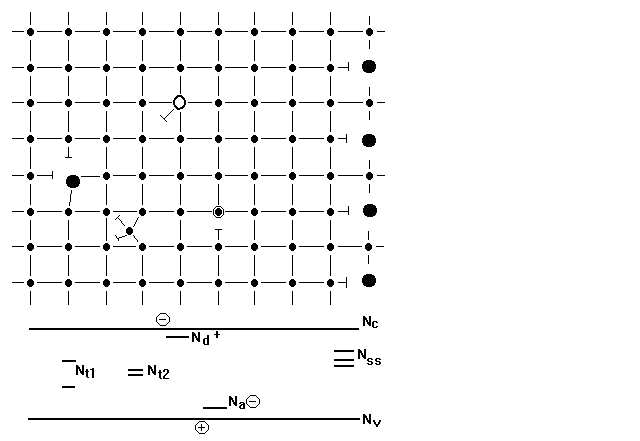 ⊖
Nc
Nd+
Nt1
Nt2
Nss
Na⊖
Nv
⊕